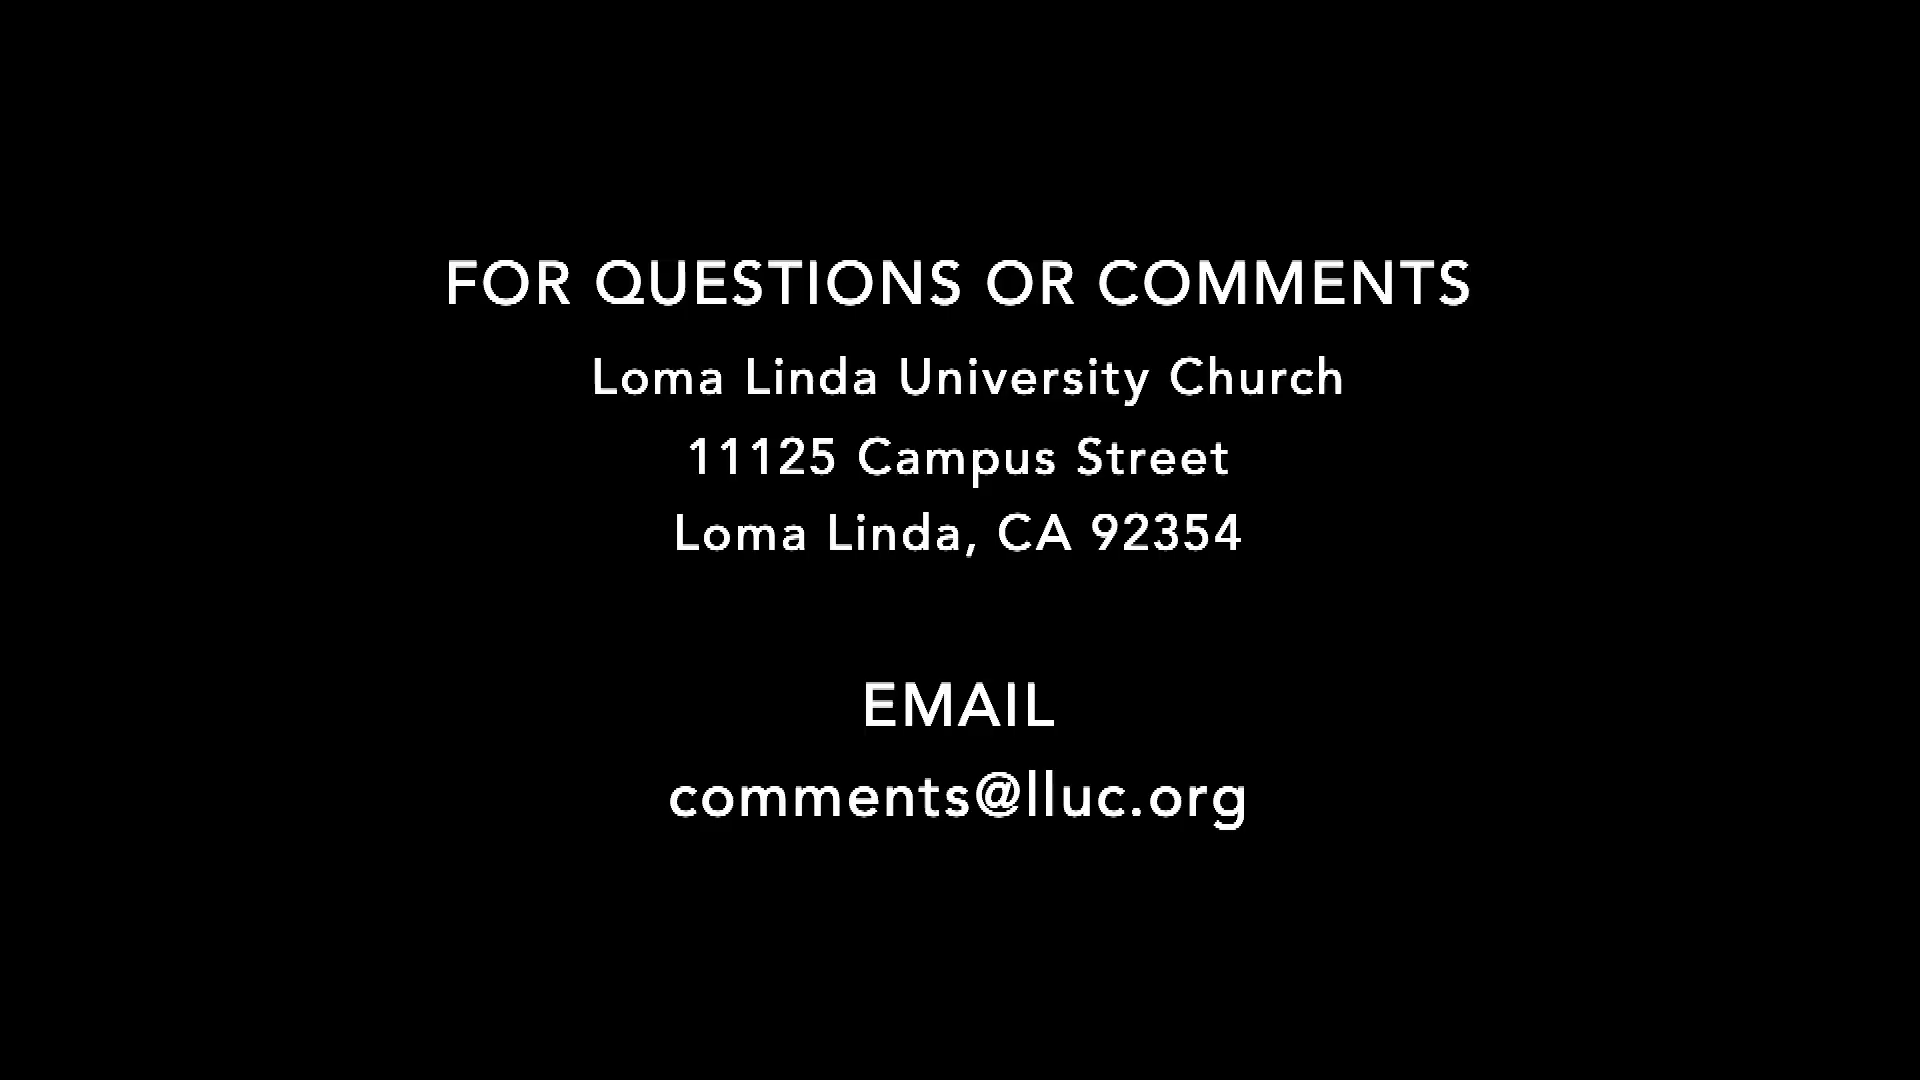 FOR QUESTIONS OR COMMENTS
Loma Linda University Church
11125 Campus Street
Loma Linda, CA 92354
EMAIL
comments@lluc.org